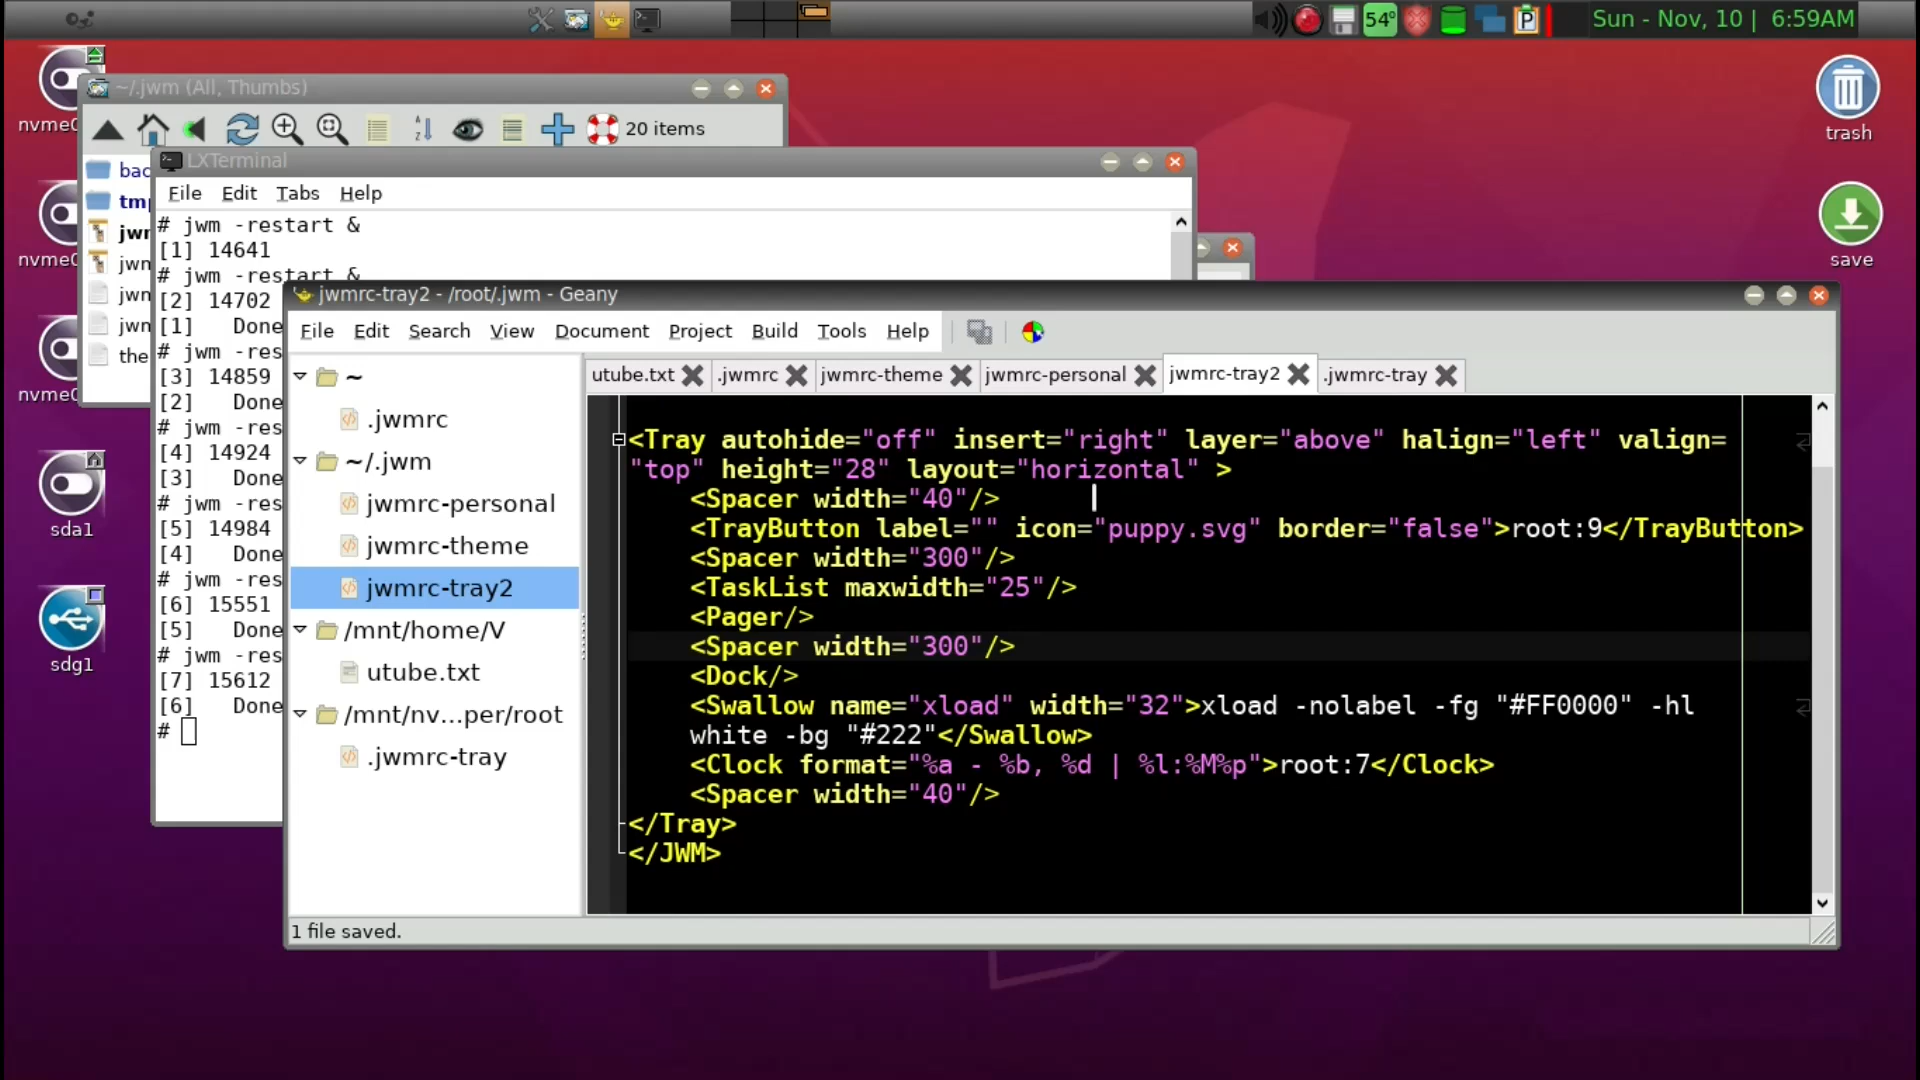 54°
P
Sun - Nov, 10 | 6:59AM
trash
save
sda1
sdg1
~/.jwm (All, Thumbs)
20 items
LXTerminal
File Edit Tabs Help
# jwm -restart &
[1] 14641
# jwm -restart &
[2] 14702
[1] Done
# jwm -res
[3] 14859
[2] Done
# jwm -res
[4] 14924
[3] Done
# jwm -res
[5] 14984
[4] Done
# jwm -res
[6] 15551
[5] Done
# jwm -res
[7] 15612
[6] Done
#
jwmrc-tray2 - /root/.jwm - Geany
File Edit Search View Document Project Build Tools Help
~
.jwmrc
~/.jwm
jwmrc-personal
jwmrc-theme
jwmrc-tray2
/mnt/home/V
utube.txt
/mnt/nv...per/root
.jwmrc-tray
utube.txt .jwmrc jwmrc-theme jwmrc-personal jwmrc-tray2 .jwmrc-tray
<Tray autohide="off" insert="right" layer="above" halign="left" valign=
"top" height="28" layout="horizontal" >
<Spacer width="40"/>
<TrayButton label="" icon="puppy.svg" border="false">root:9</TrayButton>
<Spacer width="300"/>
<TaskList maxwidth="25"/>
<Pager/>
<Spacer width="300"/>
<Dock/>
<Swallow name="xload" width="32">xload -nolabel -fg "#FF0000" -hl
white -bg "#222"</Swallow>
<Clock format="%a - %b, %d | %l:%M%p">root:7</Clock>
<Spacer width="40"/>
</Tray>
</JWM>
1 file saved.